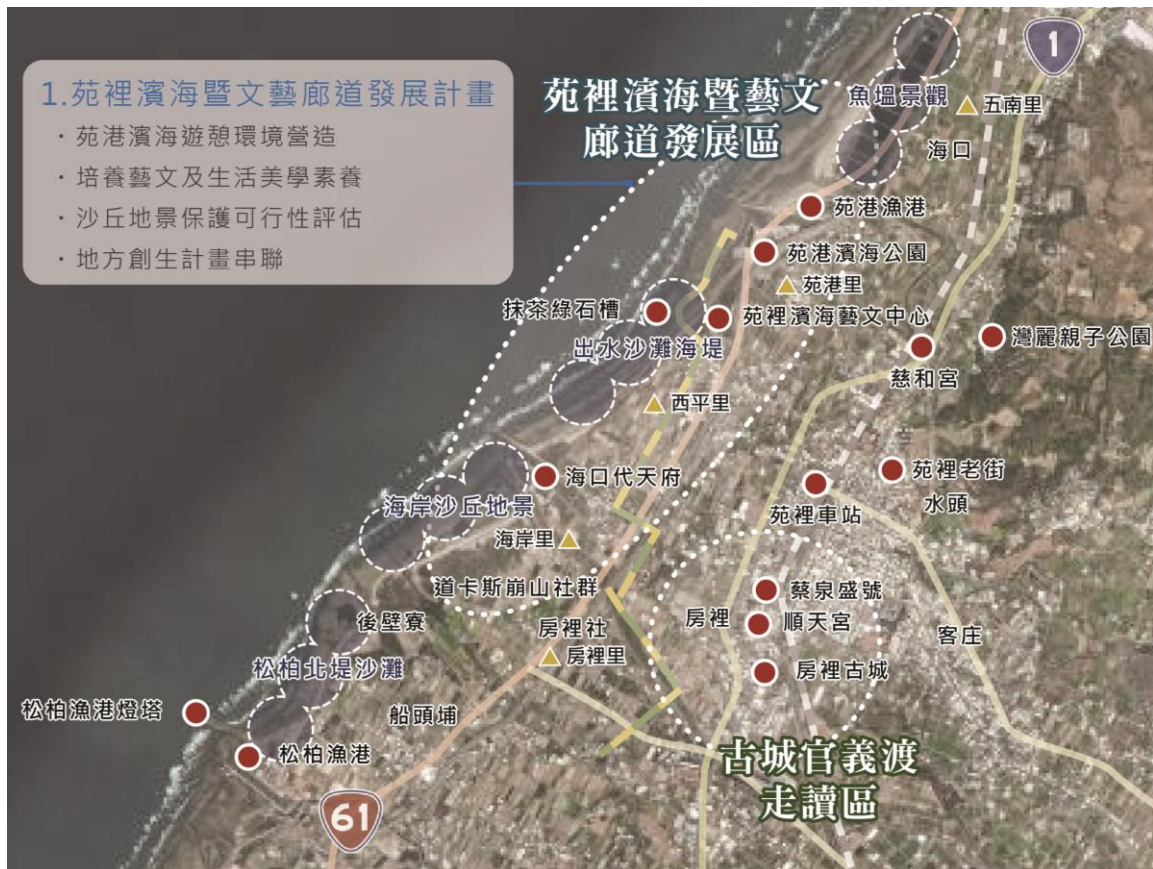 1.苑裡濱海暨文藝廊道發展計畫
・苑港濱海遊憩環境營造
・培養藝文及生活美學素養
・沙丘地景保護可行性評估
・地方創生計畫串聯
苑裡濱海暨藝文
廊道發展區
1
魚塭景觀
五南里
海口
苑港漁港
苑港濱海公園
苑港里
抹茶綠石槽
苑裡濱海藝文中心
出水沙灘海堤
灣麗親子公園
慈和宮
西平里
海口代天府
苑裡老街
海岸沙丘地景
苑裡車站
水頭
海岸里
道卡斯崩山社群
蔡泉盛號
後壁寮
房裡社
房裡
順天宮
客庄
松柏北堤沙灘
房裡里
房裡古城
松柏漁港燈塔
船頭埔
松柏漁港
古城官義渡
走讀區
61